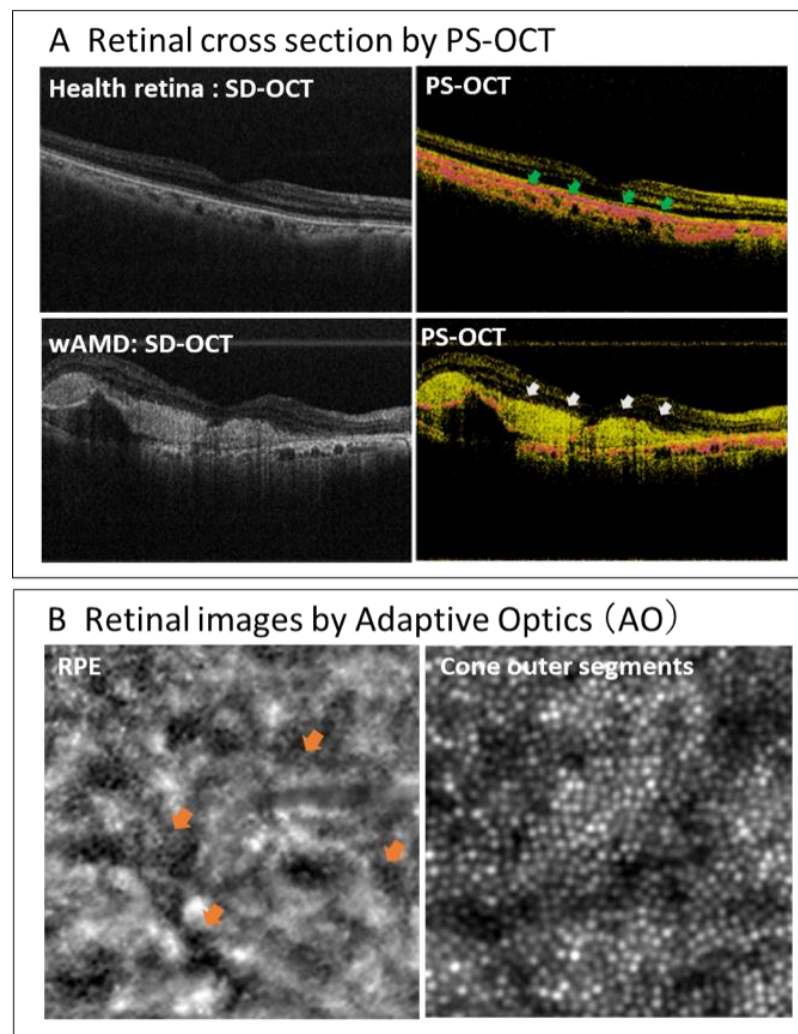 A Retinal cross section by PS-OCT
Health retina : SD-OCT
PS-OCT
wAMD: SD-OCT
PS-OCT
B Retinal images by Adaptive Optics（AO）
RPE
Cone outer segments